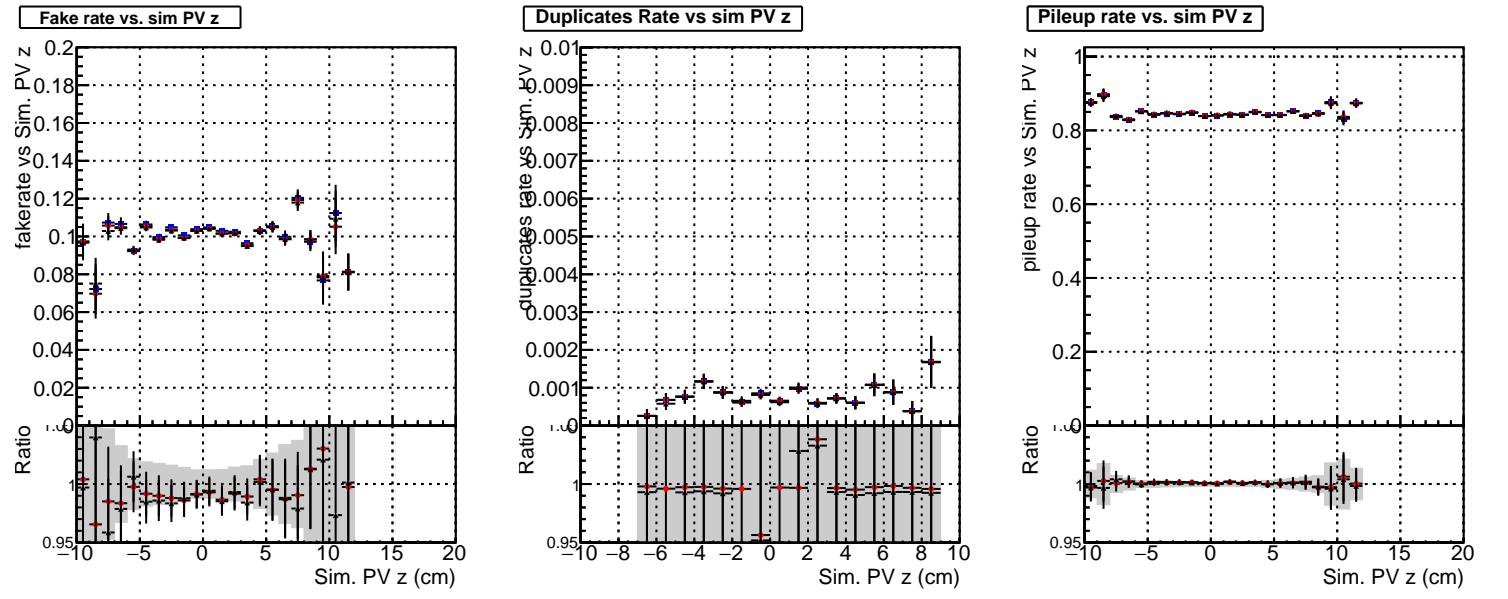 Fake rate vs. sim PV z
fakerate vs Sim. PV z
0.2
0.18
0.16
0.14
0.12
0.1
0.08
0.06
0.04
0.02
0
Ratio
1
0.95
−10 −5 0 5 10 15 20
Sim. PV z (cm)
Duplicates Rate vs sim PV z
duplicates rate vs Sim. PV z
0.01
0.009
0.008
0.007
0.006
0.005
0.004
0.003
0.002
0.001
0
Ratio
1
0.95
−10 −8 −6 −4 −2 0 2 4 6 8 10
Sim. PV z (cm)
Pileup rate vs. sim PV z
pileup rate vs Sim. PV z
1
0.8
0.6
0.4
0.2
0
Ratio
1
0.95
−10 −5 0 5 10 15 20
Sim. PV z (cm)